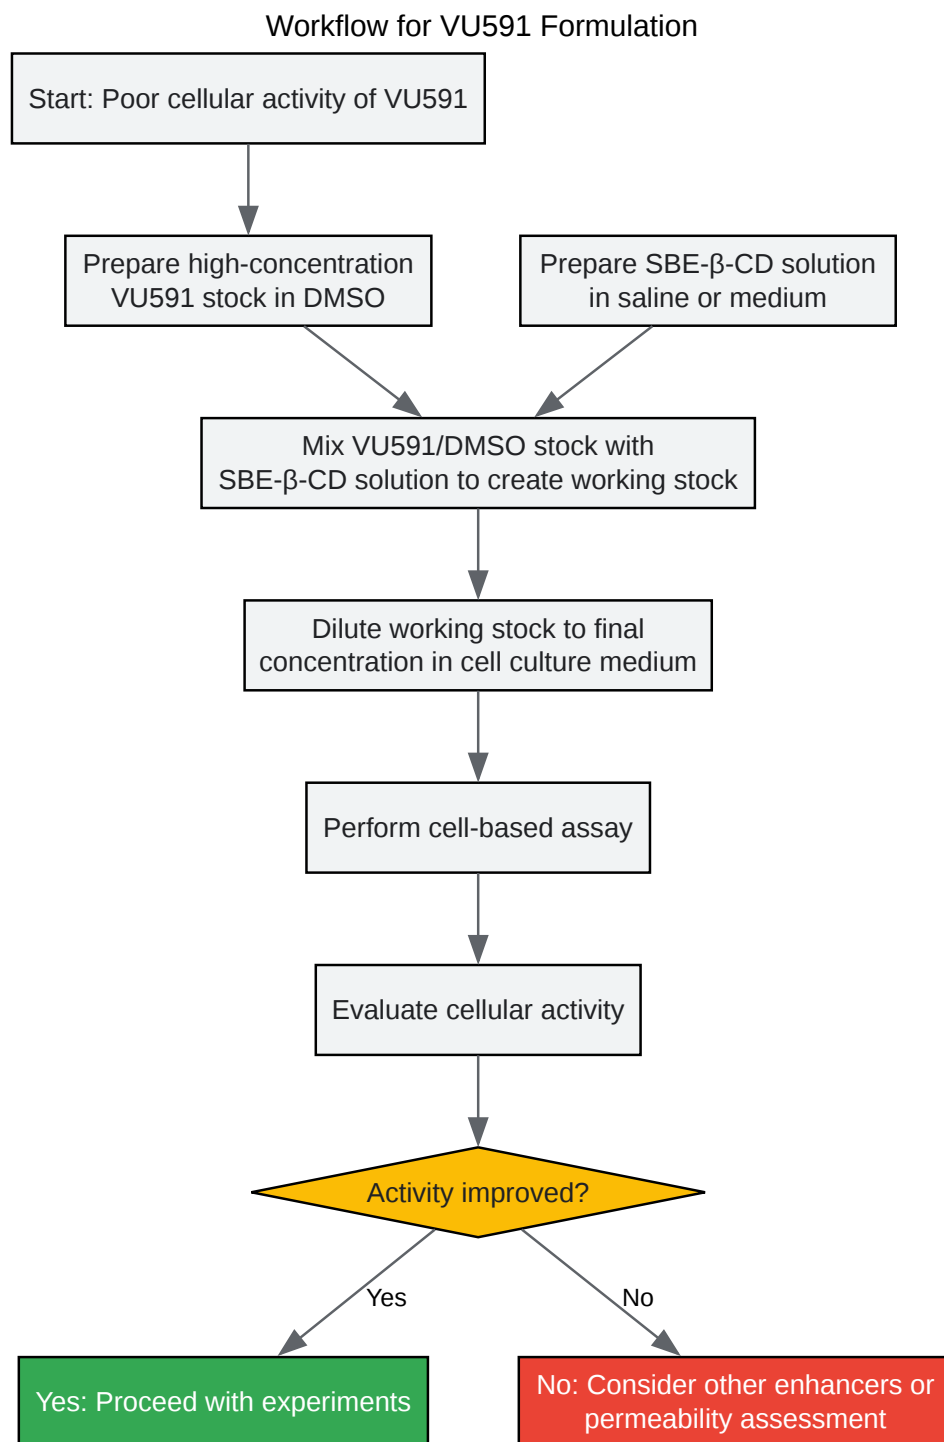 Workflow for VU591 Formulation
Start: Poor cellular activity of VU591
Prepare high-concentration
VU591 stock in DMSO
Prepare SBE-β-CD solution
in saline or medium
Mix VU591/DMSO stock with
SBE-β-CD solution to create working stock
Dilute working stock to final
concentration in cell culture medium
Perform cell-based assay
Evaluate cellular activity
Activity improved?
Yes
No
Yes: Proceed with experiments
No: Consider other enhancers or
permeability assessment